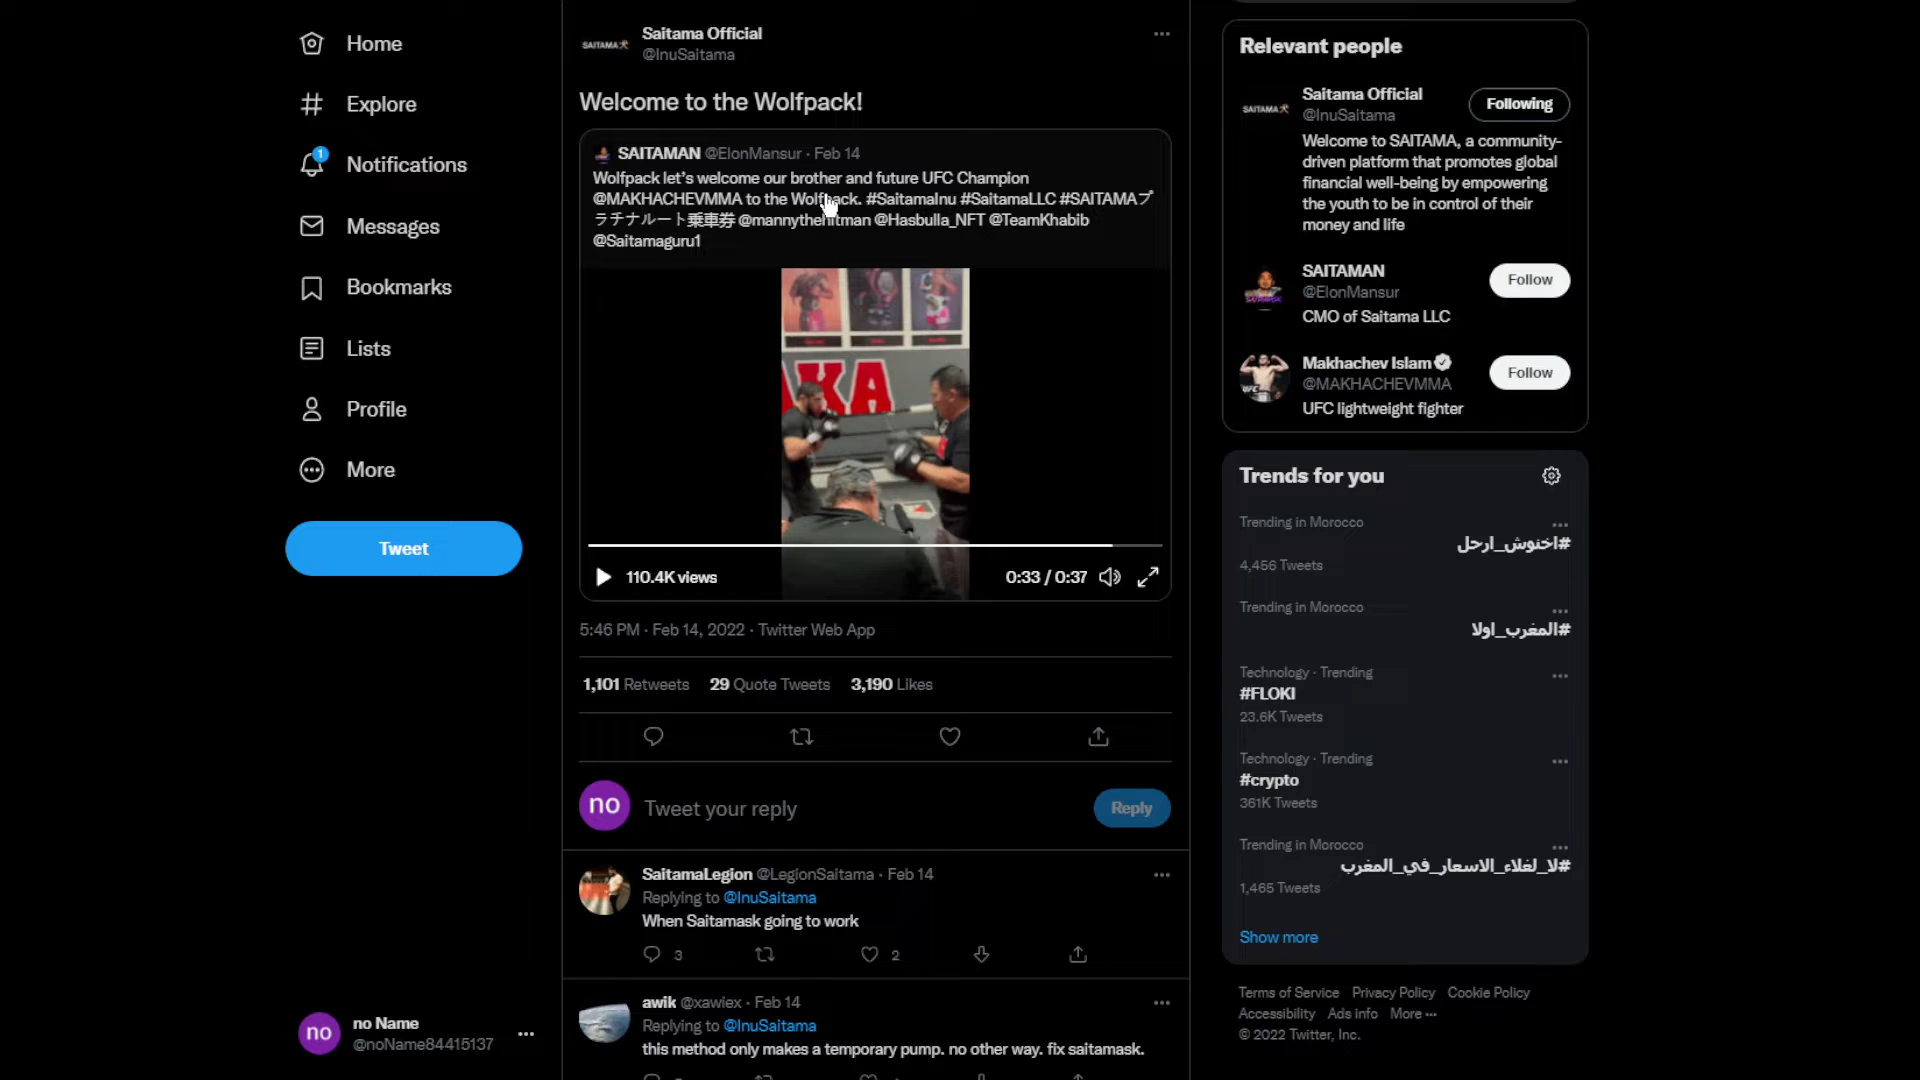 Home
Explore
1
Notifications
Messages
Bookmarks
Lists
Profile
More
Tweet
no
no Name
@noName84415137
SAITAMA
Saitama Official
@InuSaitama
Welcome to the Wolfpack!
SAITAMAN @ElonMansur · Feb 14
Wolfpack let's welcome our brother and future UFC Champion
@MAKHACHEVMMA to the Wolfpack. #SaitamaInu #SaitamaLLC #SAITAMAプ
ラチナルート乗車券 @mannythehitman @Hasbulla_NFT @TeamKhabib
@Saitamaguru1
AKA
110.4K views
0:33 / 0:37
5:46 PM · Feb 14, 2022 · Twitter Web App
1,101 Retweets 29 Quote Tweets 3,190 Likes
no
Tweet your reply
Reply
SaitamaLegion @LegionSaitama · Feb 14
Replying to @InuSaitama
When Saitamask going to work
3
2
awik @xawiex · Feb 14
Replying to @InuSaitama
this method only makes a temporary pump. no other way. fix saitamask.
Relevant people
SAITAMA
Saitama Official
@InuSaitama
Following
Welcome to SAITAMA, a community-
driven platform that promotes global
financial well-being by empowering
the youth to be in control of their
money and life
SAITAMAN
@ElonMansur
Follow
CMO of Saitama LLC
Makhachev Islam
@MAKHACHEVMMA
Follow
UFC lightweight fighter
Trends for you
Trending in Morocco
#اخنوش_ارحل
4,456 Tweets
Trending in Morocco
#المغرب_اولا
Technology · Trending
#FLOKI
23.6K Tweets
Technology · Trending
#crypto
361K Tweets
Trending in Morocco
#لا_لغلاء_الاسعار_في_المغرب
1,465 Tweets
Show more
Terms of Service Privacy Policy Cookie Policy
Accessibility Ads info More ···
© 2022 Twitter, Inc.